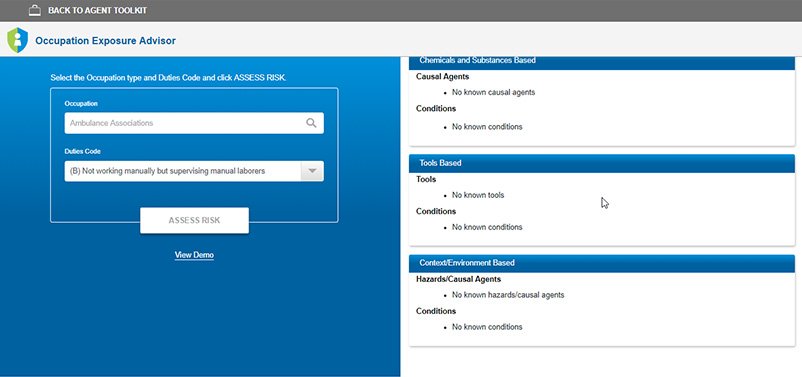 BACK TO AGENT TOOLKIT
Occupation Exposure Advisor
Select the Occupation type and Duties Code and click ASSESS RISK.
Occupation
Ambulance Associations
Duties Code
(B) Not working manually but supervising manual laborers
ASSESS RISK
View Demo
Chemicals and Substances Based
Causal Agents
No known causal agents
Conditions
No known conditions
Tools Based
Tools
No known tools
Conditions
No known conditions
Context/Environment Based
Hazards/Causal Agents
No known hazards/causal agents
Conditions
No known conditions